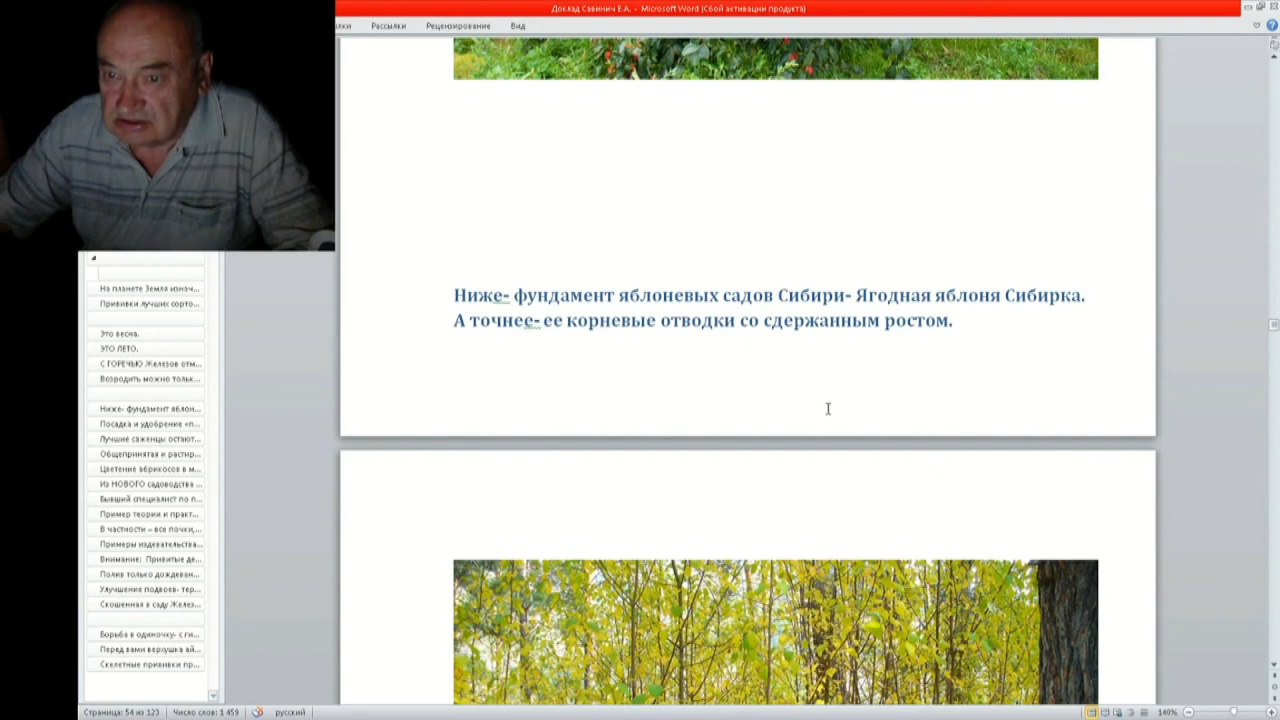 Доклад Савинич Е.А. - Microsoft Word (Сбой активации продукта)
лки Рассылки Рецензирование Вид
Ниже- фундамент яблоневых садов Сибири- Ягодная яблоня Сибирка.
А точнее- ее корневые отводки со сдержанным ростом.
На планете Земля изнач...
Прививки лучших сорто...
Это весна.
ЭТО ЛЕТО.
С ГОРЕЧЬЮ Железов отм...
Возродить можно тольк...
Ниже- фундамент яблон...
Посадка и удобрение «п...
Лучшие саженцы остают...
Общепринятая и растир...
Цветение абрикосов в м...
Из НОВОГО садоводства ...
Бывший специалист по п...
Пример теории и практ...
В частности – все почки,...
Примеры издевательства...
Внимание: Привитые де...
Полив только дождеван...
Улучшение подвоев- тер...
Скошенная в саду Желез...
Борьба в одиночку- с ги...
Перед вами верхушка ай...
Скелетные прививки пр...
Страница: 54 из 123 Число слов: 1 459 русский 140%